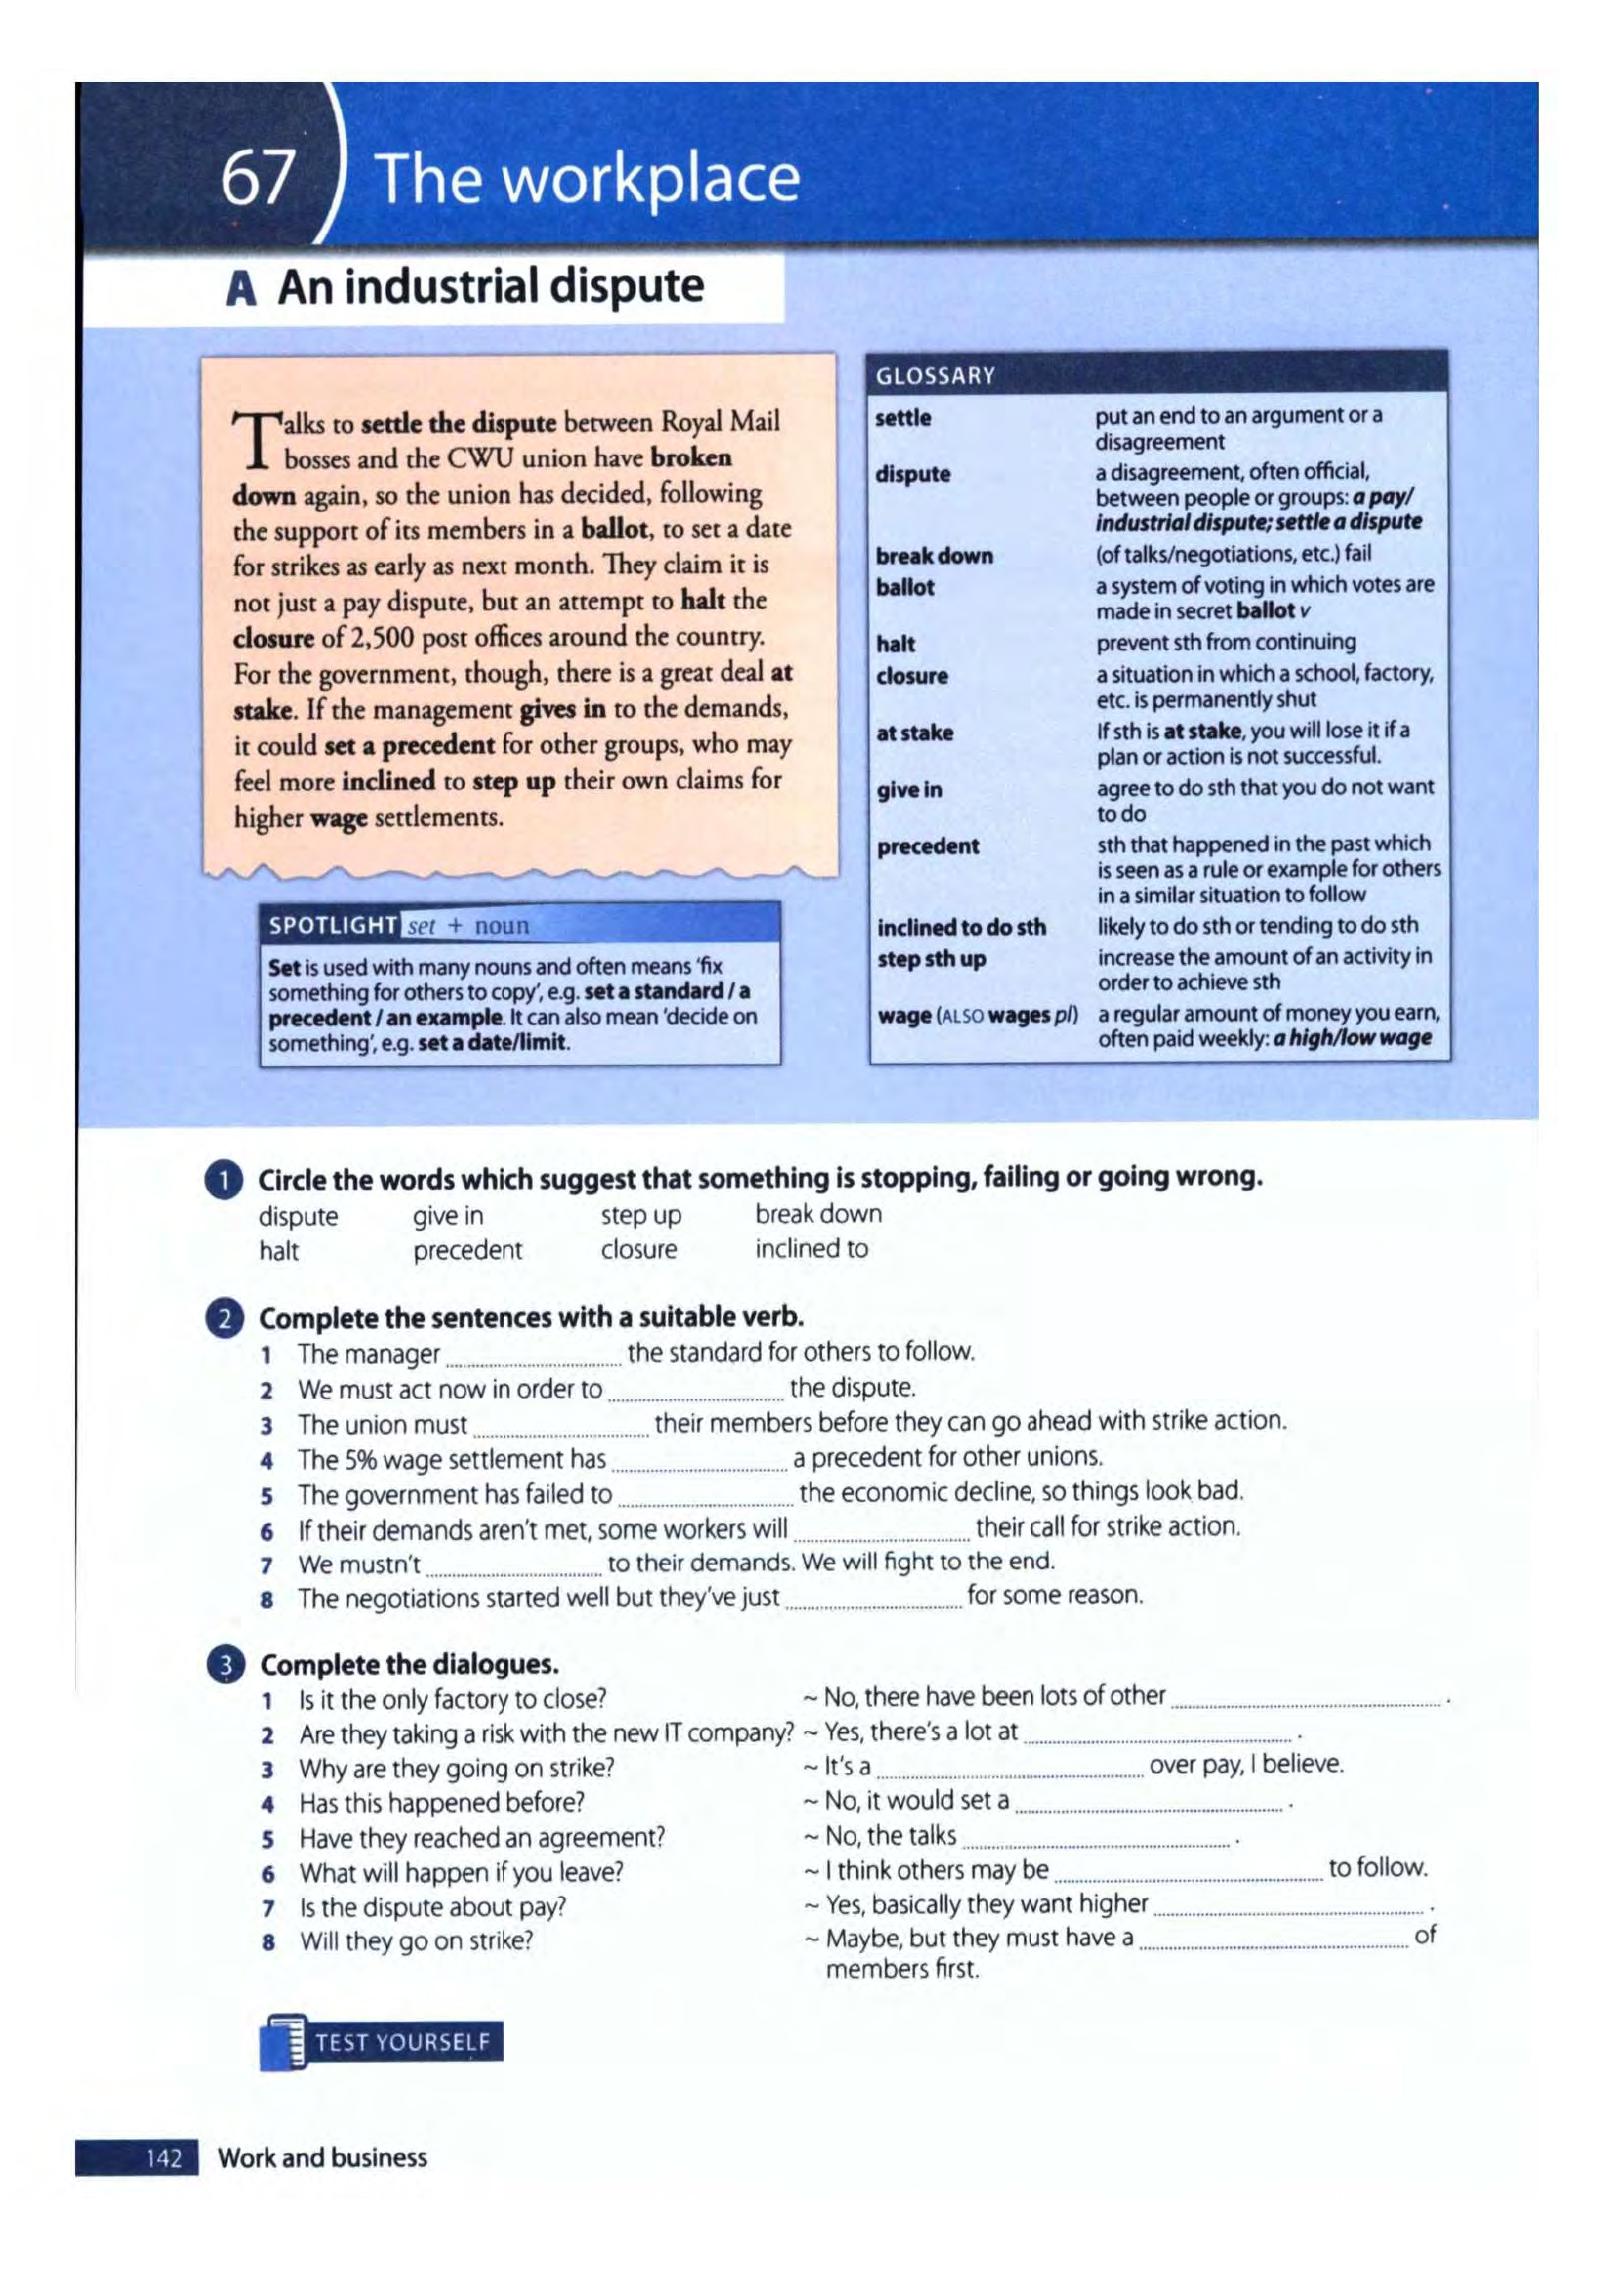 67 The workplace
A An industrial dispute
Talks to settle the dispute between Royal Mail
bosses and the CWU union have broken
down again, so the union has decided, following
the support of its members in a ballot, to set a date
for strikes as early as next month. They claim it is
not just a pay dispute, but an attempt to halt the
closure of 2,500 post offices around the country.
For the government, though, there is a great deal at
stake. If the management gives in to the demands,
it could set a precedent for other groups, who may
feel more inclined to step up their own claims for
higher wage settlements.
SPOTLIGHT set + noun
Set is used with many nouns and often means 'fix
something for others to copy', e.g. set a standard / a
precedent / an example. It can also mean 'decide on
something', e.g. set a date/limit.
GLOSSARY
settle put an end to an argument or a
disagreement
dispute a disagreement, often official,
between people or groups: a pay/
industrial dispute; settle a dispute
break down (of talks/negotiations, etc.) fail
ballot a system of voting in which votes are
made in secret ballot v
halt prevent sth from continuing
closure a situation in which a school, factory,
etc. is permanently shut
at stake If sth is at stake, you will lose it if a
plan or action is not successful.
give in agree to do sth that you do not want
to do
precedent sth that happened in the past which
is seen as a rule or example for others
in a similar situation to follow
inclined to do sth likely to do sth or tending to do sth
step sth up increase the amount of an activity in
order to achieve sth
wage (ALSO wages pl) a regular amount of money you earn,
often paid weekly: a high/low wage
1 Circle the words which suggest that something is stopping, failing or going wrong.
dispute give in step up break down
halt precedent closure inclined to
2 Complete the sentences with a suitable verb.
1 The manager ............................... the standard for others to follow.
2 We must act now in order to ............................... the dispute.
3 The union must ............................... their members before they can go ahead with strike action.
4 The 5% wage settlement has ............................... a precedent for other unions.
5 The government has failed to ............................... the economic decline, so things look bad.
6 If their demands aren't met, some workers will ............................... their call for strike action.
7 We mustn't ............................... to their demands. We will fight to the end.
8 The negotiations started well but they've just ............................... for some reason.
3 Complete the dialogues.
1 Is it the only factory to close? ~ No, there have been lots of other ............................... .
2 Are they taking a risk with the new IT company? ~ Yes, there's a lot at ............................... .
3 Why are they going on strike? ~ It's a ............................... over pay, I believe.
4 Has this happened before? ~ No, it would set a ............................... .
5 Have they reached an agreement? ~ No, the talks ............................... .
6 What will happen if you leave? ~ I think others may be ............................... to follow.
7 Is the dispute about pay? ~ Yes, basically they want higher ............................... .
8 Will they go on strike? ~ Maybe, but they must have a ............................... of
members first.
TEST YOURSELF
142 Work and business